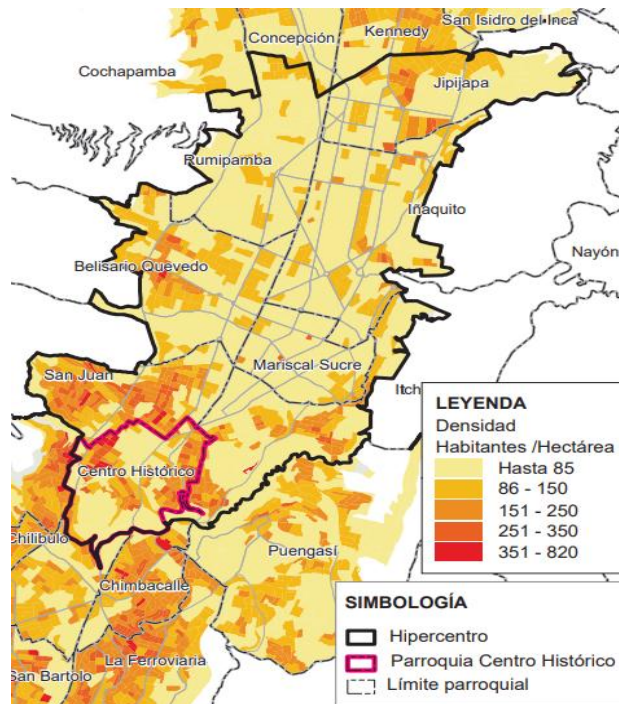 San Isidro del Inca
Kennedy
Concepción
Cochapamba
Jipijapa
Rumipamba
Iñaquito
Nayón
Belisario Quevedo
Mariscal Sucre
San Juan
Itch
LEYENDA
Densidad
Habitantes /Hectárea
Hasta 85
86 - 150
151 - 250
251 - 350
351 - 820
Centro Histórico
Chilibulo
Puengasí
Chimbacalle
La Ferroviaria
San Bartolo
SIMBOLOGÍA
Hipercentro
Parroquia Centro Histórico
Límite parroquial